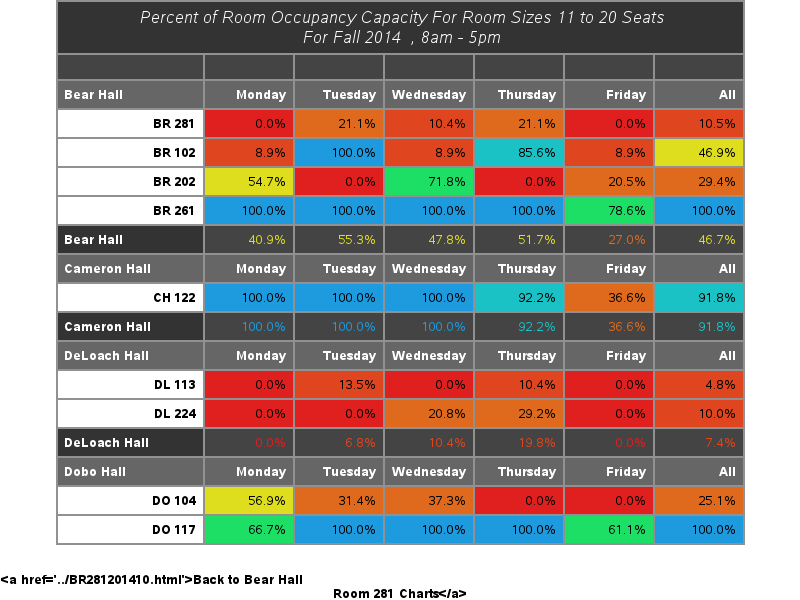 Percent of Room Occupancy Capacity For Room Sizes 11 to 20 Seats
For Fall 2014 , 8am - 5pm
Bear Hall Monday Tuesday Wednesday Thursday Friday All
BR 281 0.0% 21.1% 10.4% 21.1% 0.0% 10.5%
BR 102 8.9% 100.0% 8.9% 85.6% 8.9% 46.9%
BR 202 54.7% 0.0% 71.8% 0.0% 20.5% 29.4%
BR 261 100.0% 100.0% 100.0% 100.0% 78.6% 100.0%
Bear Hall 40.9% 55.3% 47.8% 51.7% 27.0% 46.7%
Cameron Hall Monday Tuesday Wednesday Thursday Friday All
CH 122 100.0% 100.0% 100.0% 92.2% 36.6% 91.8%
Cameron Hall 100.0% 100.0% 100.0% 92.2% 36.6% 91.8%
DeLoach Hall Monday Tuesday Wednesday Thursday Friday All
DL 113 0.0% 13.5% 0.0% 10.4% 0.0% 4.8%
DL 224 0.0% 0.0% 20.8% 29.2% 0.0% 10.0%
DeLoach Hall 0.0% 6.8% 10.4% 19.8% 0.0% 7.4%
Dobo Hall Monday Tuesday Wednesday Thursday Friday All
DO 104 56.9% 31.4% 37.3% 0.0% 0.0% 25.1%
DO 117 66.7% 100.0% 100.0% 100.0% 61.1% 100.0%
<a href='../BR281201410.html'>Back to Bear Hall
Room 281 Charts</a>